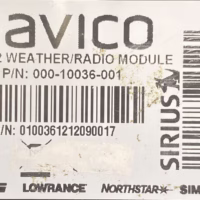 avico
2 WEATHER/RADIO MODULE
P/N: 000-10036-001
/N: 0100361212090017
SIRIUS
LOWRANCE NORTHSTAR SIM